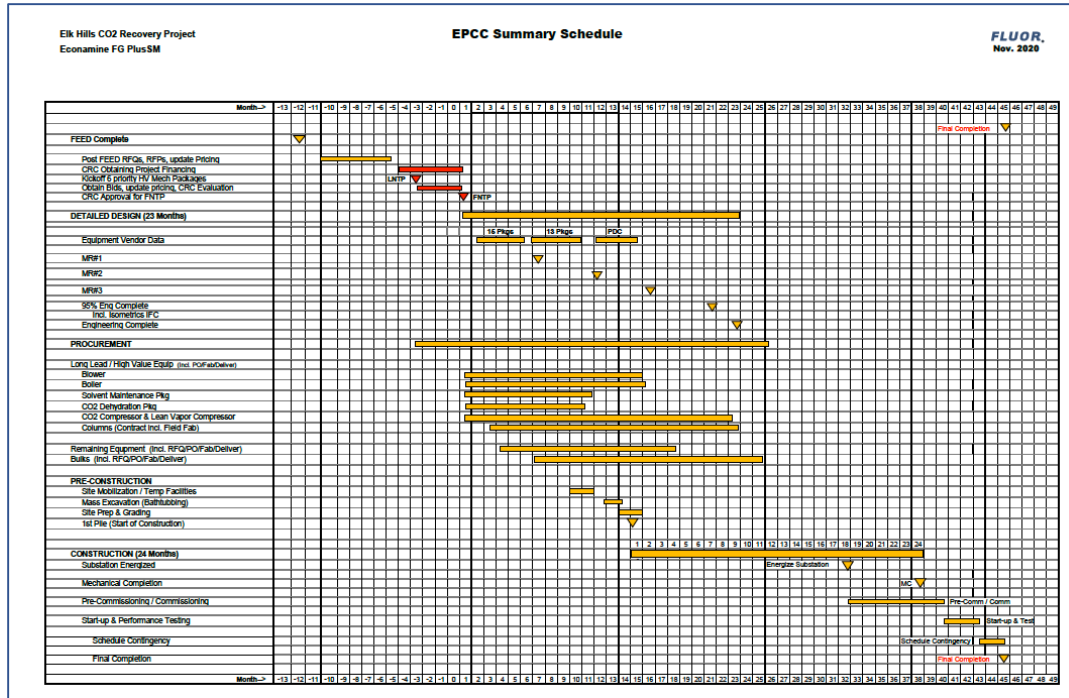 Elk Hills CO2 Recovery Project
Econamine FG PlusSM
EPCC Summary Schedule
FLUOR.
Nov. 2020
Month--> -13 -12 -11 -10 -9 -8 -7 -6 -5 -4 -3 -2 -1 0 1 2 3 4 5 6 7 8 9 10 11 12 13 14 15 16 17 18 19 20 21 22 23 24 25 26 27 28 29 30 31 32 33 34 35 36 37 38 39 40 41 42 43 44 45 46 47 48 49
Final Completion
FEED Complete
Post FEED RFQs, RFPs, update Pricing
CRC Obtaining Project Financing
Kickoff 6 priority HV Mech Packages LNTP
Obtain Bids, update pricing, CRC Evaluation
CRC Approval for FNTP FNTP
DETAILED DESIGN (23 Months)
15 Pkgs 13 Pkgs PDC
Equipment Vendor Data
MR#1
MR#2
MR#3
95% Eng Complete
Incl. Isometrics IFC
Engineering Complete
PROCUREMENT
Long Lead / High Value Equip (Incl. PO/Fab/Deliver)
Blower
Boiler
Solvent Maintenance Pkg
CO2 Dehydration Pkg
CO2 Compressor & Lean Vapor Compressor
Columns (Contract Incl. Field Fab)
Remaining Equpment (Incl. RFQ/PO/Fab/Deliver)
Bulks (Incl. RFQ/PO/Fab/Deliver)
PRE-CONSTRUCTION
Site Mobilization / Temp Facilities
Mass Excavation (Bathtubbing)
Site Prep & Grading
1st Pile (Start of Construction)
1 2 3 4 5 6 7 8 9 10 11 12 13 14 15 16 17 18 19 20 21 22 23 24
CONSTRUCTION (24 Months)
Substation Energized Energize Substation
Mechanical Completion MC
Pre-Commissioning / Commissioning Pre-Comm / Comm
Start-up & Performance Testing Start-up & Test
Schedule Contingency Schedule Contingency
Final Completion Final Completion
Month--> -13 -12 -11 -10 -9 -8 -7 -6 -5 -4 -3 -2 -1 0 1 2 3 4 5 6 7 8 9 10 11 12 13 14 15 16 17 18 19 20 21 22 23 24 25 26 27 28 29 30 31 32 33 34 35 36 37 38 39 40 41 42 43 44 45 46 47 48 49